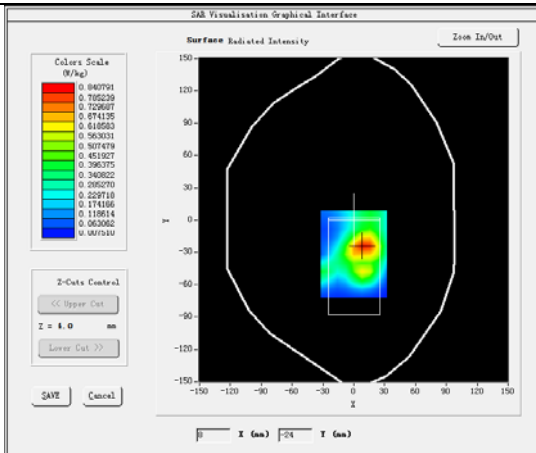 SAR Visualisation Graphical Interface
Surface Radiated Intensity
Zoom In/Out
Colors Scale
(W/kg)
0.840791
0.785239
0.729687
0.674135
0.618583
0.563031
0.507479
0.451927
0.396375
0.340822
0.285270
0.229718
0.174166
0.118614
0.063062
0.007510
150
120
90
60
30
0
-30
-60
-90
-120
-150
Y
-150 -120 -90 -60 -30 0 30 60 90 120 150
X
Z-Cuts Control
<< Upper Cut
Z = 4.0 mm
Lower Cut >>
SAVE Cancel
8 X (mm) -24 Y (mm)